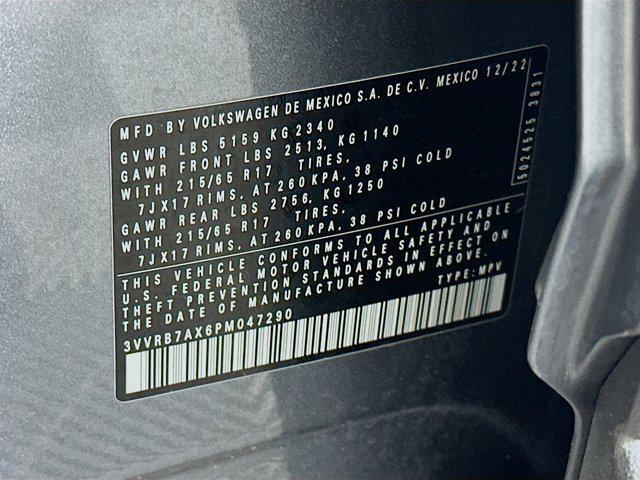 MFD BY VOLKSWAGEN DE MEXICO S.A. DE C.V. MEXICO 12/22
GVWR LBS 5159 KG 2340
GAWR FRONT LBS 2513, KG 1140
WITH 215/65 R17 TIRES,
7JX17 RIMS, AT 260 KPA, 38 PSI COLD
GAWR REAR LBS 2756, KG 1250
WITH 215/65 R17 TIRES,
7JX17 RIMS, AT 260 KPA, 38 PSI COLD
THIS VEHICLE CONFORMS TO ALL APPLICABLE
U.S. FEDERAL MOTOR VEHICLE SAFETY AND
THEFT PREVENTION STANDARDS IN EFFECT ON
THE DATE OF MANUFACTURE SHOWN ABOVE.
3VVRB7AX6PM047290 TYPE: MPV
5024525 3831